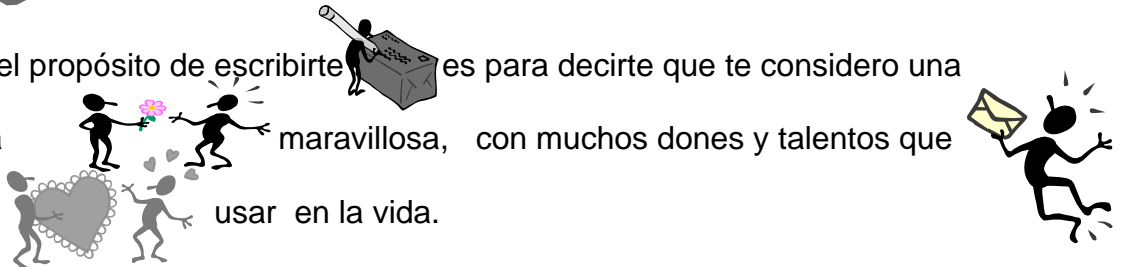 el propósito de escribirte es para decirte que te considero una
maravillosa, con muchos dones y talentos que
usar en la vida.